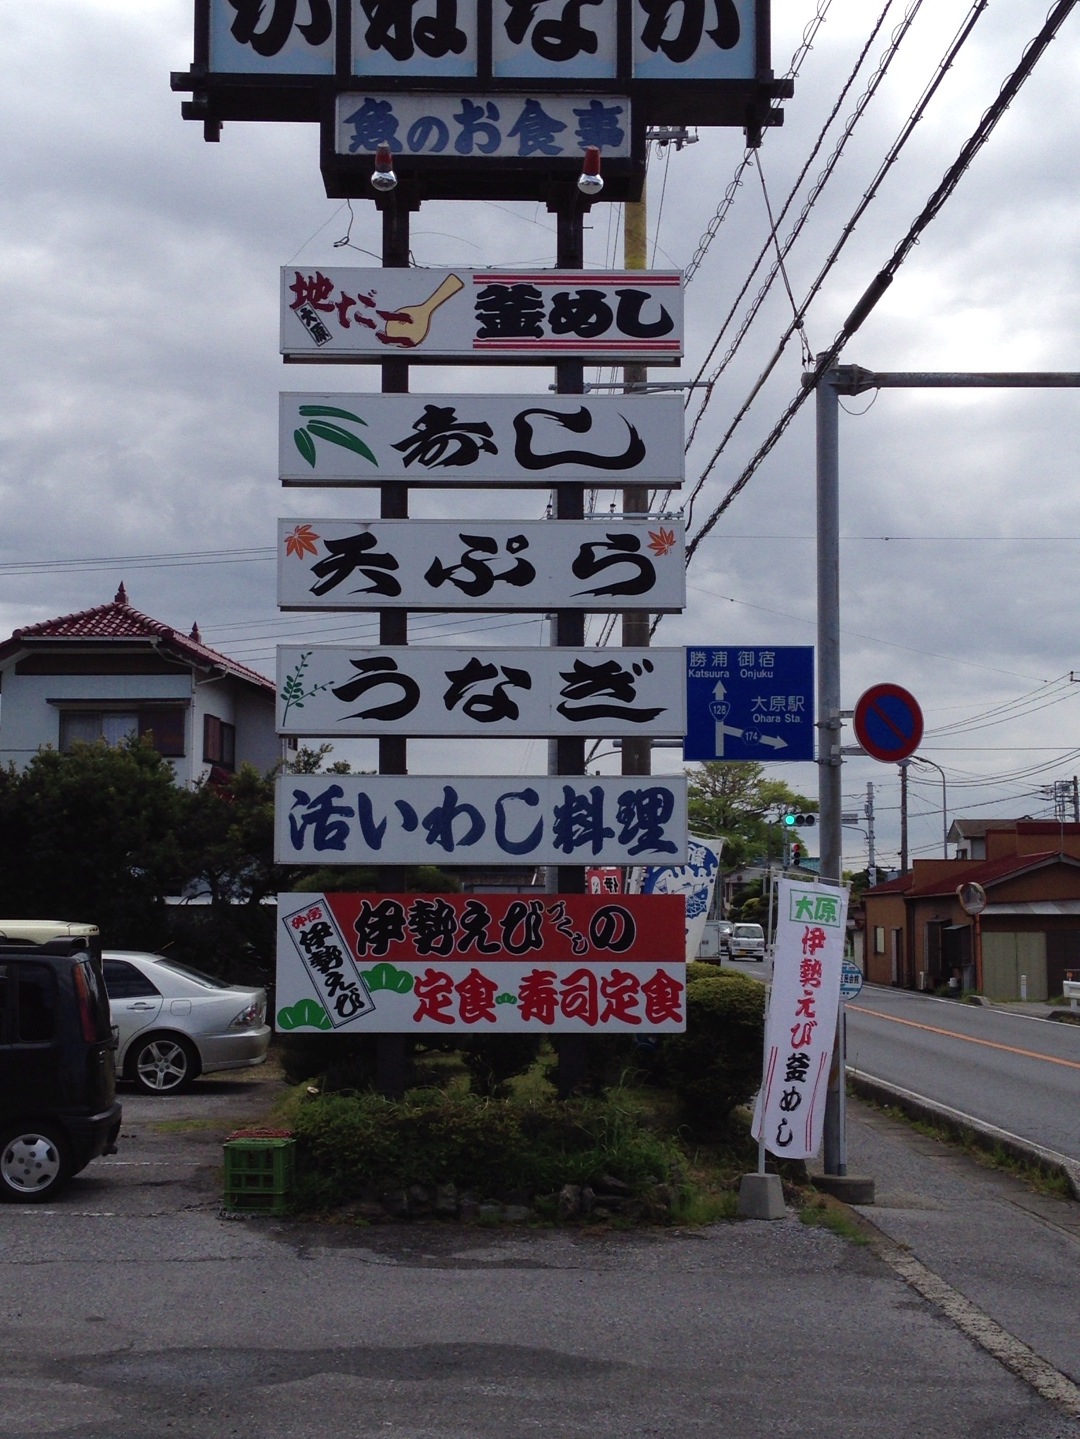 かねなか
魚のお食事
地だこ 釜めし
大原
寿し
天ぷら
うなぎ
勝浦 御宿
Katsuura Onjuku
128
大原駅
Ohara Sta.
174
活いわし料理
伊勢えびづくしの
伊勢えび
定食 寿司定食
大原
伊勢えび釜めし